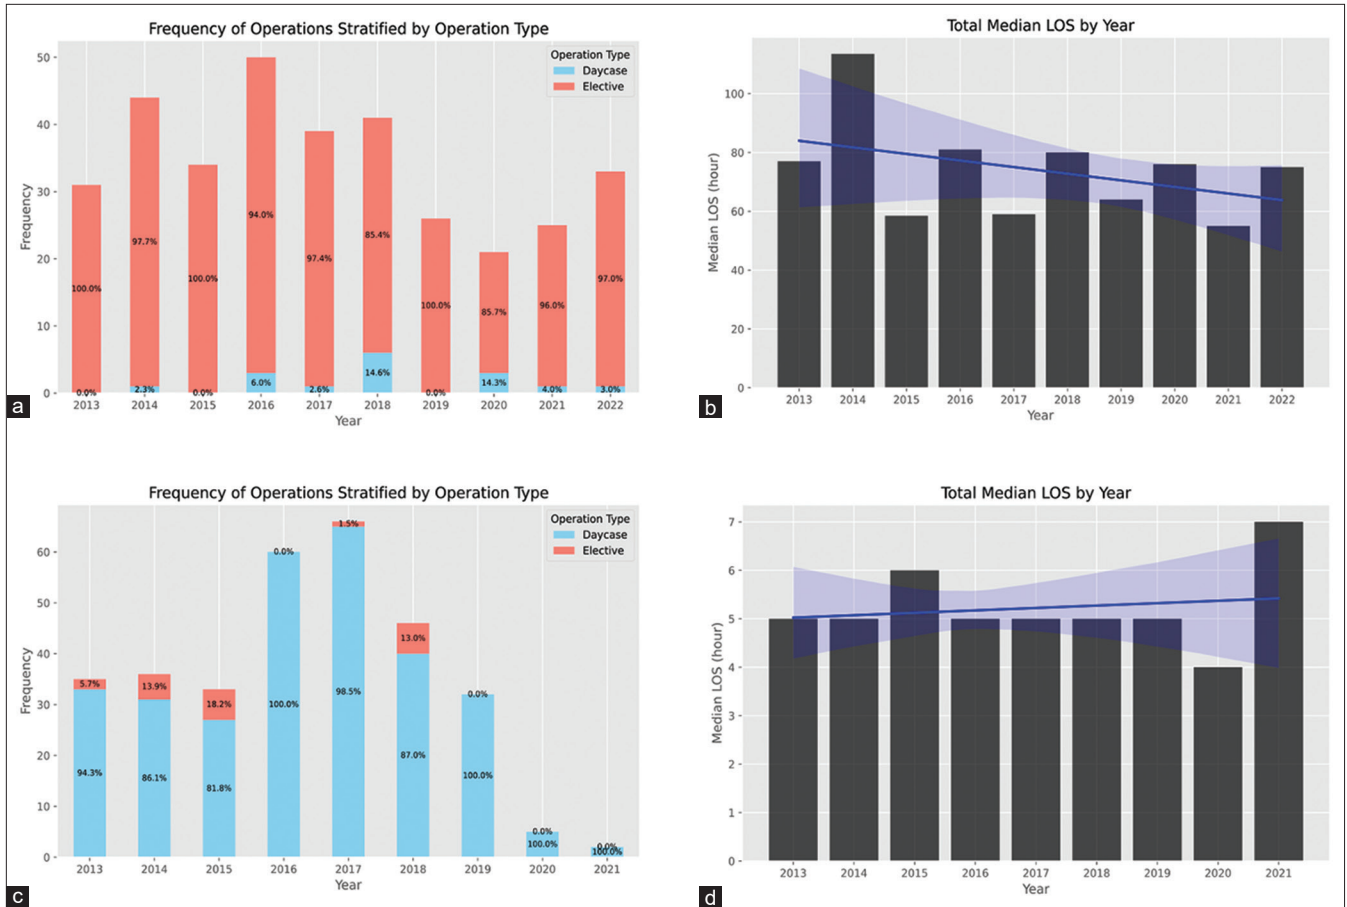 Frequency of Operations Stratified by Operation Type
Operation Type
Daycase
Elective
Frequency
50
40
30
20
10
0
100.0%
97.7%
100.0%
94.0%
97.4%
85.4%
100.0%
85.7%
96.0%
97.0%
0.0%
2.3%
0.0%
6.0%
2.6%
14.6%
0.0%
14.3%
4.0%
3.0%
2013 2014 2015 2016 2017 2018 2019 2020 2021 2022
Year
a
Total Median LOS by Year
Median LOS (hour)
100
80
60
40
20
0
2013 2014 2015 2016 2017 2018 2019 2020 2021 2022
b
Frequency of Operations Stratified by Operation Type
Operation Type
Daycase
Elective
Frequency
60
50
40
30
20
10
0
5.7%
13.9%
18.2%
0.0%
1.5%
13.0%
0.0%
0.0%
0.0%
94.3%
86.1%
81.8%
100.0%
98.5%
87.0%
100.0%
100.0%
100.0%
2013 2014 2015 2016 2017 2018 2019 2020 2021
Year
c
Total Median LOS by Year
Median LOS (hour)
7
6
5
4
3
2
1
0
2013 2014 2015 2016 2017 2018 2019 2020 2021
Year
d